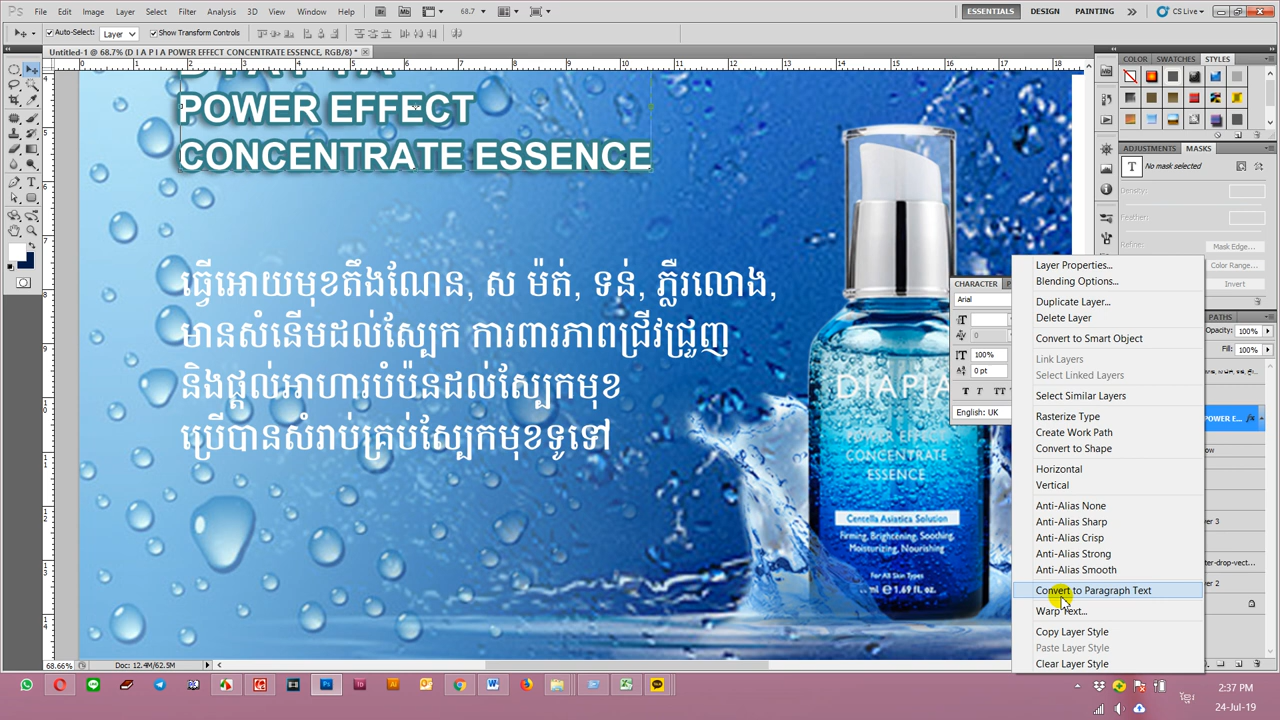 File Edit Image Layer Select Filter Analysis 3D View Window Help 68.7
ESSENTIALS DESIGN PAINTING CS Live
Auto-Select: Layer Show Transform Controls
Untitled-1 @ 68.7% (D I A P I A POWER EFFECT CONCENTRATE ESSENCE, RGB/8) *
POWER EFFECT
CONCENTRATE ESSENCE
ធ្វើអោយមុខតឹងណែន, ស ម៉ត់, ទន់, ភ្លឺរលោង,
មានសំនើមដល់ស្បែក ការពារភាពជ្រីវជ្រួញ
និងផ្តល់អាហារបំប៉នដល់ស្បែកមុខ
ប្រើបានសំរាប់គ្រប់ស្បែកមុខទូទៅ
DIAPIA
POWER EFFECT
CONCENTRATE
ESSENCE
Centella Asiatica Solution
Firming, Brightening, Soothing,
Moisturizing, Nourishing
For All Skin Types
1.69 fl. oz.
COLOR SWATCHES STYLES
ADJUSTMENTS MASKS
No mask selected
Density:
Feather:
Refine:
Mask Edge...
Color Range...
Invert
CHARACTER
Arial
100%
0 pt
English: UK
PATHS
Opacity: 100%
Fill: 100%
POWER E... fx
Layer Properties...
Blending Options...
Duplicate Layer...
Delete Layer
Convert to Smart Object
Link Layers
Select Linked Layers
Select Similar Layers
Rasterize Type
Create Work Path
Convert to Shape
Horizontal
Vertical
Anti-Alias None
Anti-Alias Sharp
Anti-Alias Crisp
Anti-Alias Strong
Anti-Alias Smooth
Convert to Paragraph Text
Warp Text...
Copy Layer Style
Paste Layer Style
Clear Layer Style
68.66% Doc: 12.4M/62.5M
2:37 PM
24-Jul-19